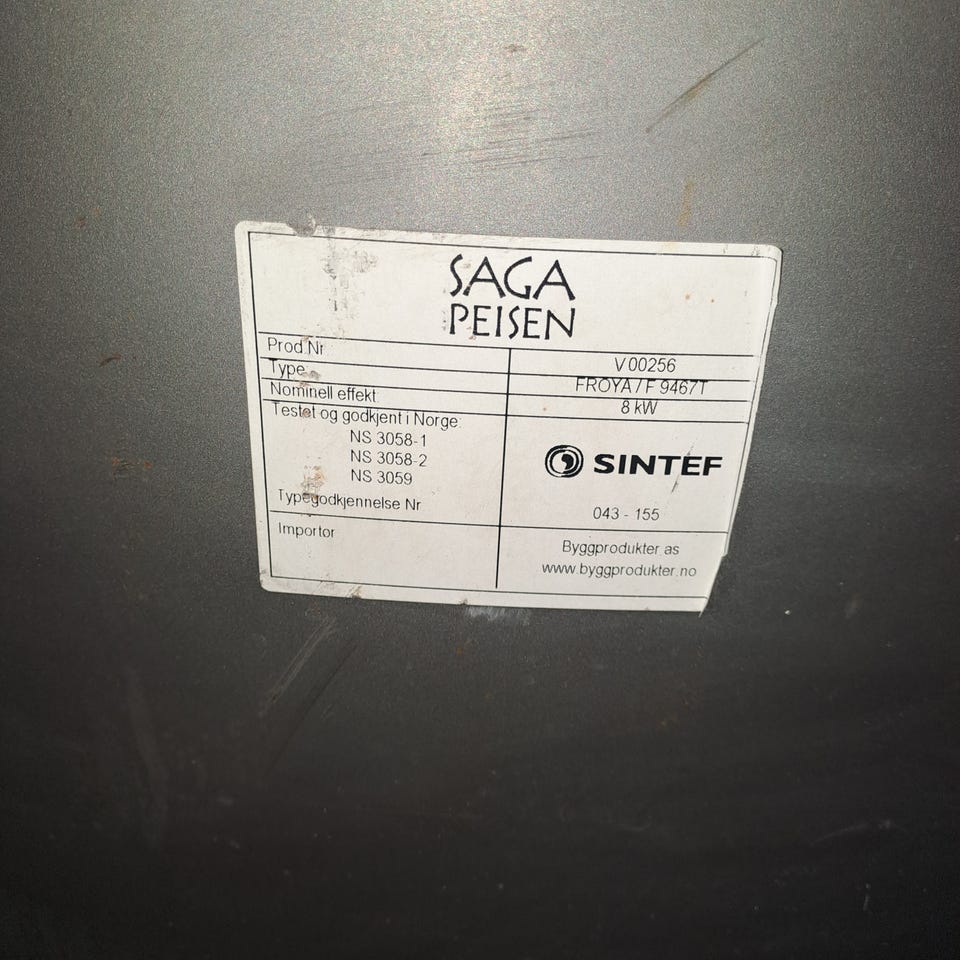 SAGA
PEISEN
Prod.Nr V 00256
Type FROYA / F 9467T
Nominell effekt: 8 kW
Testet og godkjent i Norge:
NS 3058-1
NS 3058-2
NS 3059
SINTEF
Typegodkjennelse Nr 043 - 155
Importør Byggprodukter as
www.byggprodukter.no